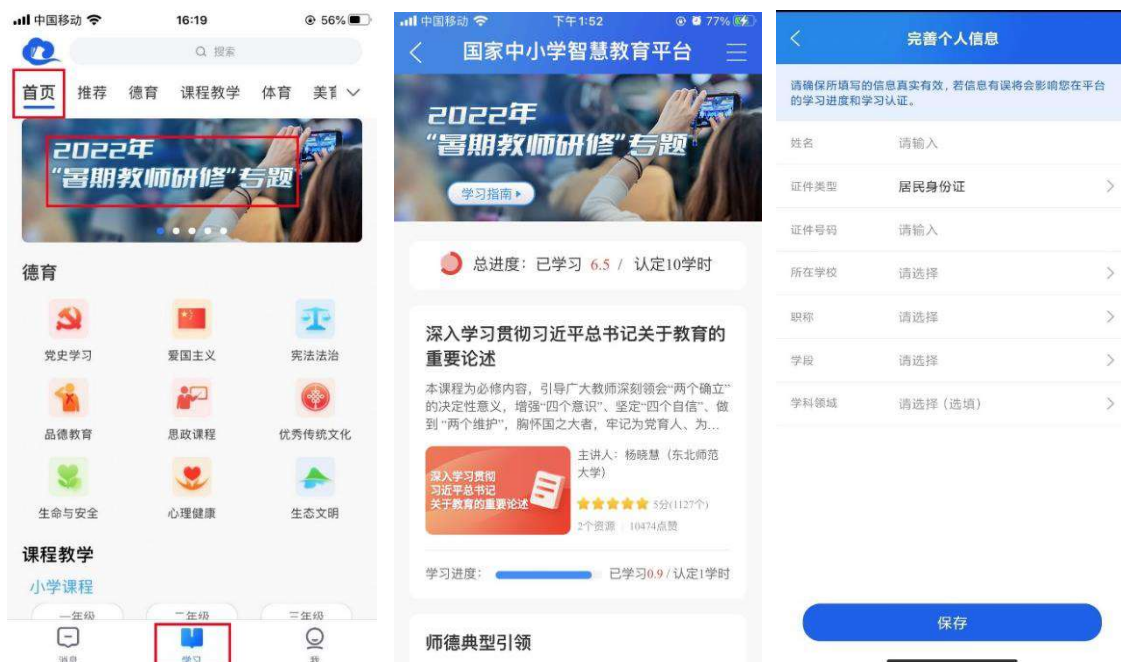 中国移动
16:19
56%
搜索
首页
推荐
德育
课程教学
体育
美育
2022年
“暑期教师研修”专题
德育
党史学习
爱国主义
宪法法治
品德教育
思政课程
优秀传统文化
生命与安全
心理健康
生态文明
课程教学
小学课程
一年级
二年级
三年级
消息
学习
我
中国移动
下午1:52
77%
国家中小学智慧教育平台
2022年
“暑期教师研修”专题
学习指南
总进度：已学习 6.5 / 认定10学时
深入学习贯彻习近平总书记关于教育的
重要论述
本课程为必修内容，引导广大教师深刻领会“两个确立”
的决定性意义，增强“四个意识”、坚定“四个自信”、做
到“两个维护”，胸怀国之大者，牢记为党育人、为...
深入学习贯彻
习近平总书记
关于教育的重要论述
主讲人：杨晓慧（东北师范
大学）
5分(1127个)
2个资源 | 10474点赞
学习进度：
已学习0.9 / 认定1学时
师德典型引领
完善个人信息
请确保所填写的信息真实有效，若信息有误将会影响您在平台
的学习进度和学习认证。
姓名 请输入
证件类型 居民身份证
证件号码 请输入
所在学校 请选择
职称 请选择
学段 请选择
学科领域 请选择（选填）
保存